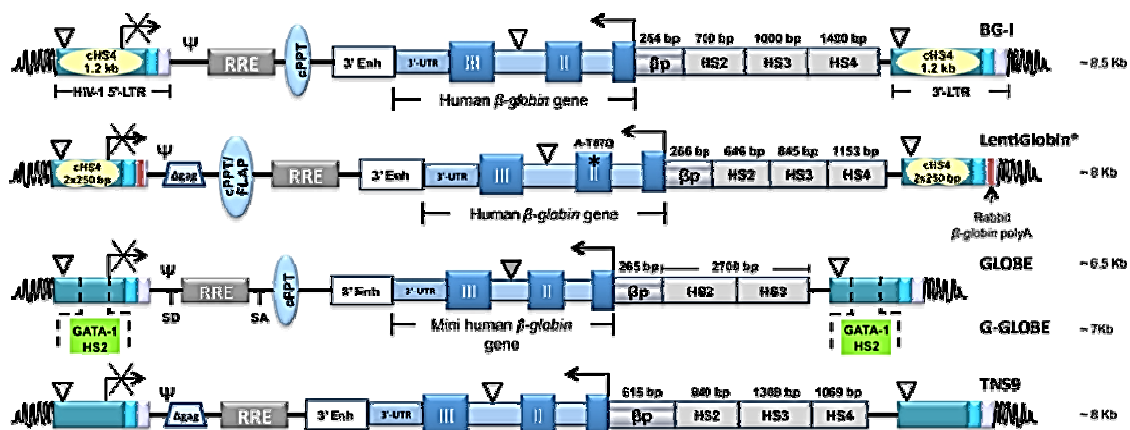 264 bp 700 bp 1000 bp 1480 bp BG-I
cHS4 1.2 kb Ψ RRE cPPT 3' Enh 3'-UTR III II βp HS2 HS3 HS4 cHS4 1.2 kb ~ 8.5 Kb
HIV-1 5'-LTR Human β-globin gene 3'-LTR
A-T87Q 266 bp 646 bp 845 bp 1153 bp LentiGlobin®
cHS4 2x250 bp Ψ Δgag cPPT/FLAP RRE 3' Enh 3'-UTR III * II βp HS2 HS3 HS4 cHS4 2x250 bp ~ 8 Kb
Human β-globin gene Rabbit β-globin polyA
265 bp 2700 bp GLOBE ~ 6.5 Kb
Ψ SD RRE SA cPPT 3' Enh 3'-UTR III II βp HS2 HS3
GATA-1 HS2 Mini human β-globin gene GATA-1 HS2 G-GLOBE ~ 7Kb
615 bp 840 bp 1308 bp 1069 bp TNS9
Ψ Δgag RRE 3' Enh 3'-UTR III II βp HS2 HS3 HS4 ~ 8 Kb